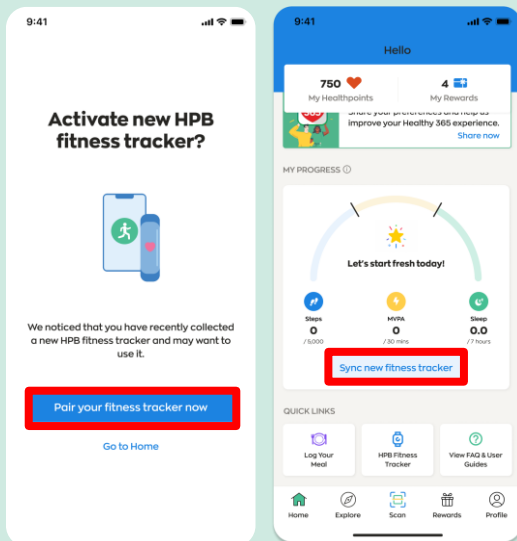 9:41
Activate new HPB
fitness tracker?
We noticed that you have recently collected
a new HPB fitness tracker and may want to
use it.
Pair your fitness tracker now
Go to Home
9:41
Hello
750
My Healthpoints
4
My Rewards
365
share your preferences and help us
improve your Healthy 365 experience.
Share now
MY PROGRESS
Let's start fresh today!
Steps
0
/ 5,000
MVPA
0
/ 30 mins
Sleep
0.0
/ 7 hours
Sync new fitness tracker
QUICK LINKS
Log Your
Meal
HPB Fitness
Tracker
View FAQ & User
Guides
Home
Explore
Scan
Rewards
Profile